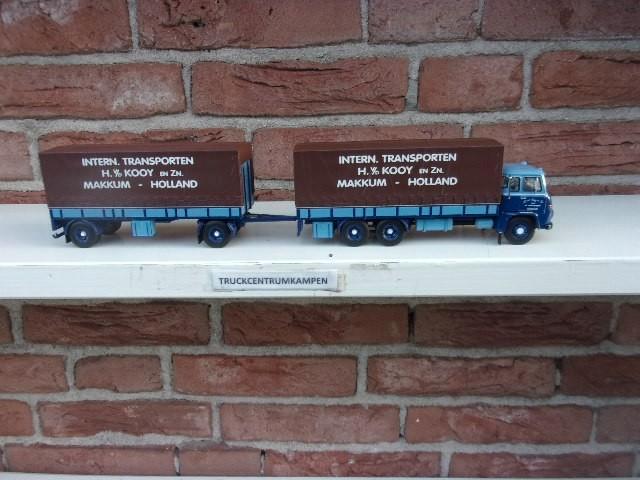 INTERN. TRANSPORTEN
H. v/d KOOY EN ZN.
MAKKUM - HOLLAND
INTERN. TRANSPORTEN
H. v/d KOOY EN ZN.
MAKKUM - HOLLAND
TRUCKCENTRUMKAMPEN